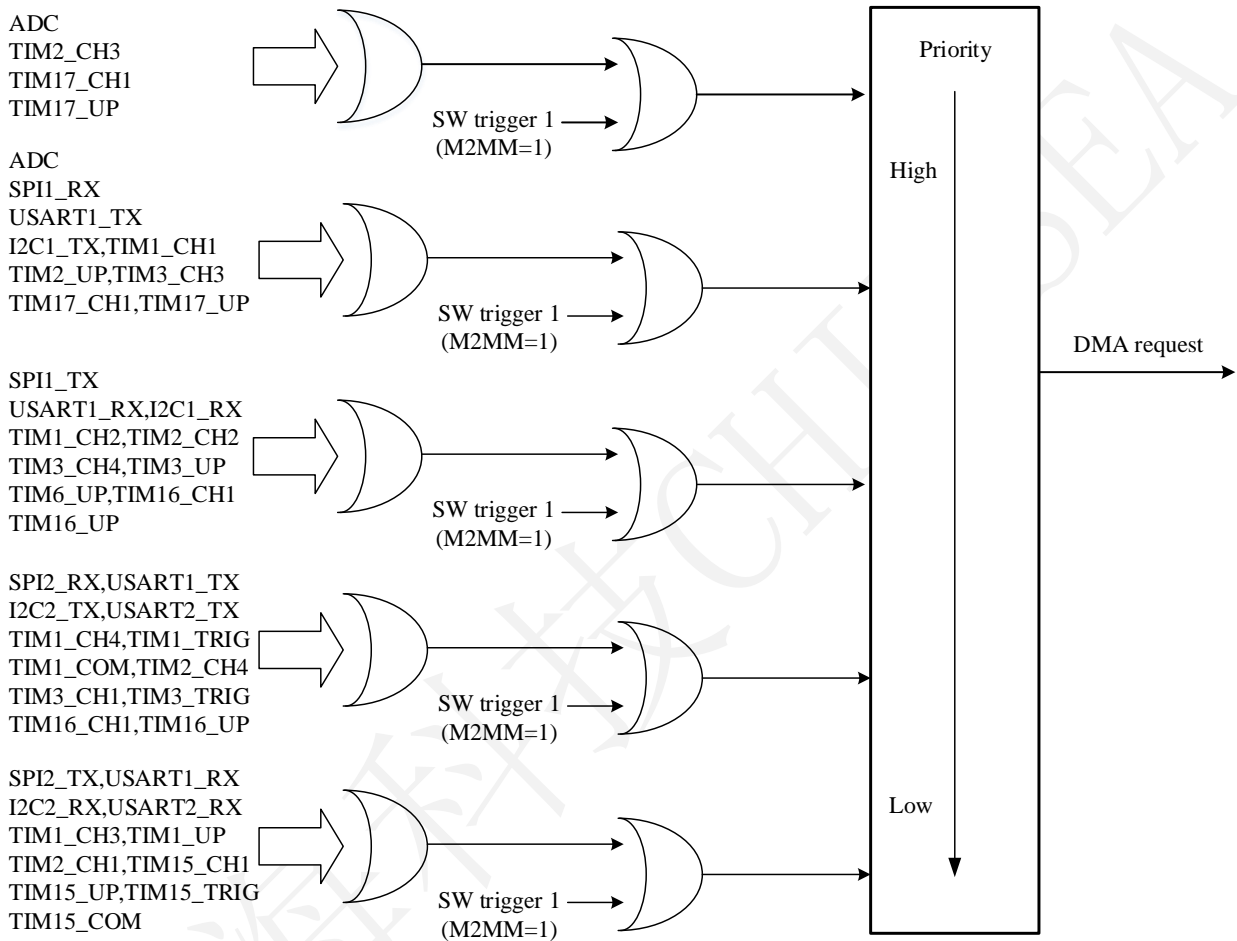 ADC
TIM2_CH3
TIM17_CH1
TIM17_UP
SW trigger 1
(M2MM=1)
ADC
SPI1_RX
USART1_TX
I2C1_TX,TIM1_CH1
TIM2_UP,TIM3_CH3
TIM17_CH1,TIM17_UP
SW trigger 1
(M2MM=1)
SPI1_TX
USART1_RX,I2C1_RX
TIM1_CH2,TIM2_CH2
TIM3_CH4,TIM3_UP
TIM6_UP,TIM16_CH1
TIM16_UP
SW trigger 1
(M2MM=1)
SPI2_RX,USART1_TX
I2C2_TX,USART2_TX
TIM1_CH4,TIM1_TRIG
TIM1_COM,TIM2_CH4
TIM3_CH1,TIM3_TRIG
TIM16_CH1,TIM16_UP
SW trigger 1
(M2MM=1)
SPI2_TX,USART1_RX
I2C2_RX,USART2_RX
TIM1_CH3,TIM1_UP
TIM2_CH1,TIM15_CH1
TIM15_UP,TIM15_TRIG
TIM15_COM
SW trigger 1
(M2MM=1)
Priority
High
Low
DMA request
海科技